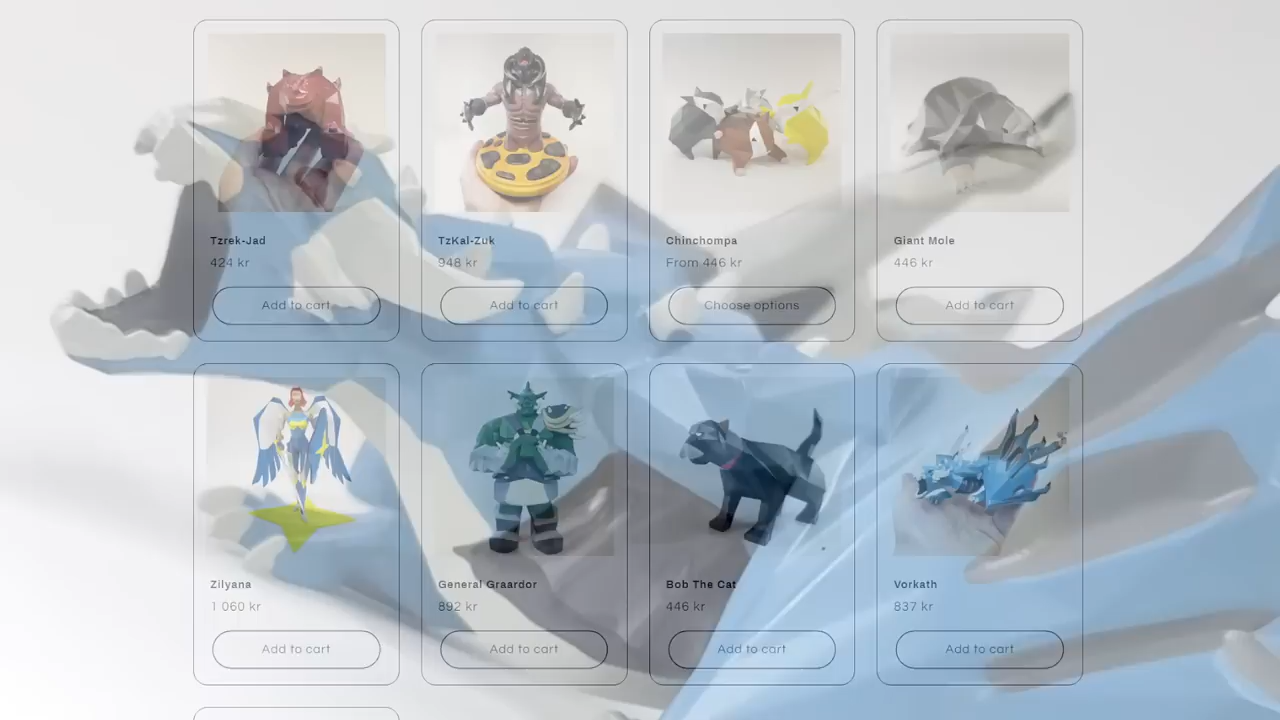 Tzrek-Jad
424 kr
Add to cart
TzKal-Zuk
948 kr
Add to cart
Chinchompa
From 446 kr
Choose options
Giant Mole
446 kr
Add to cart
Zilyana
1 060 kr
Add to cart
General Graardor
892 kr
Add to cart
Bob The Cat
446 kr
Add to cart
Vorkath
837 kr
Add to cart